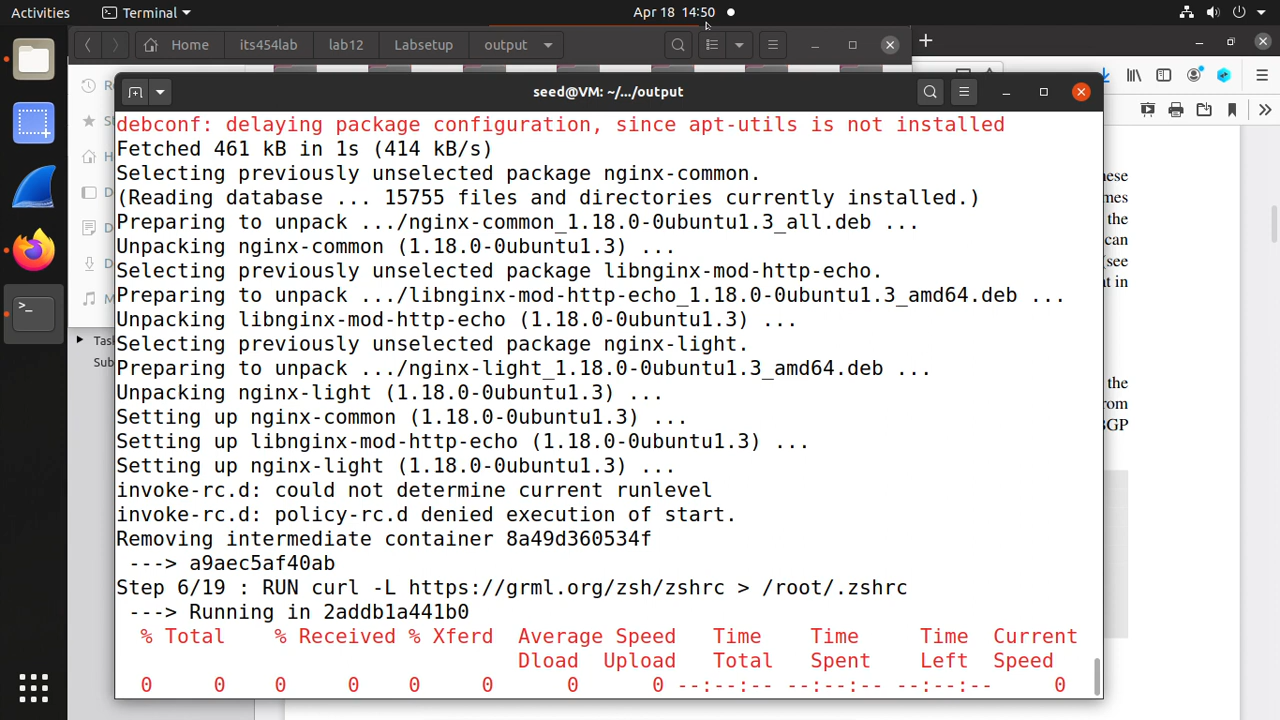 Activities
Terminal
Apr 18 14:50
Home
its454lab
lab12
Labsetup
output
seed@VM: ~/.../output
debconf: delaying package configuration, since apt-utils is not installed
Fetched 461 kB in 1s (414 kB/s)
Selecting previously unselected package nginx-common.
(Reading database ... 15755 files and directories currently installed.)
Preparing to unpack .../nginx-common_1.18.0-0ubuntu1.3_all.deb ...
Unpacking nginx-common (1.18.0-0ubuntu1.3) ...
Selecting previously unselected package libnginx-mod-http-echo.
Preparing to unpack .../libnginx-mod-http-echo_1.18.0-0ubuntu1.3_amd64.deb ...
Unpacking libnginx-mod-http-echo (1.18.0-0ubuntu1.3) ...
Selecting previously unselected package nginx-light.
Preparing to unpack .../nginx-light_1.18.0-0ubuntu1.3_amd64.deb ...
Unpacking nginx-light (1.18.0-0ubuntu1.3) ...
Setting up nginx-common (1.18.0-0ubuntu1.3) ...
Setting up libnginx-mod-http-echo (1.18.0-0ubuntu1.3) ...
Setting up nginx-light (1.18.0-0ubuntu1.3) ...
invoke-rc.d: could not determine current runlevel
invoke-rc.d: policy-rc.d denied execution of start.
Removing intermediate container 8a49d360534f
---> a9aec5af40ab
Step 6/19 : RUN curl -L https://grml.org/zsh/zshrc > /root/.zshrc
---> Running in 2addb1a441b0
% Total % Received % Xferd Average Speed Time Time Time Current
Dload Upload Total Spent Left Speed
0 0 0 0 0 0 0 0 --:--:-- --:--:-- --:--:-- 0
the
can
(see
at in
the